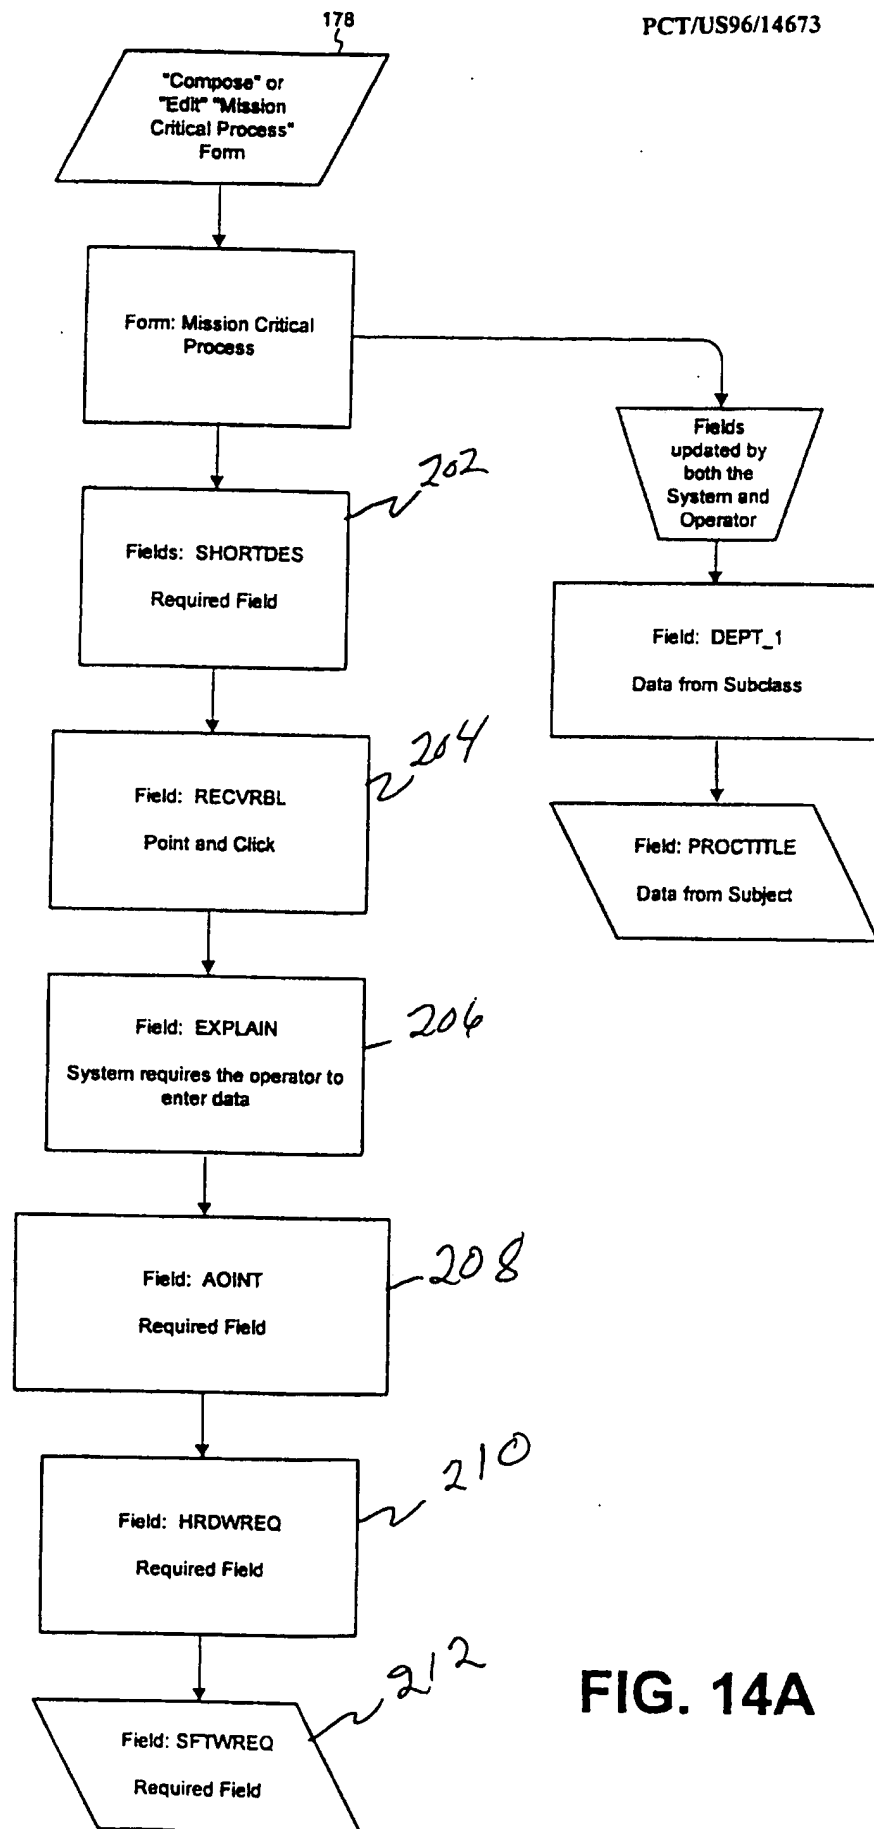 178
PCT/US96/14673
"Compose" or
"Edit" "Mission
Critical Process"
Form
Form: Mission Critical
Process
Fields
updated by
both the
System and
Operator
202
Fields: SHORTDES
Required Field
Field: DEPT_1
Data from Subclass
204
Field: RECVRBL
Point and Click
Field: PROCTITLE
Data from Subject
206
Field: EXPLAIN
System requires the operator to
enter data
208
Field: AOINT
Required Field
210
Field: HRDWREQ
Required Field
212
Field: SFTWREQ
Required Field
FIG. 14A